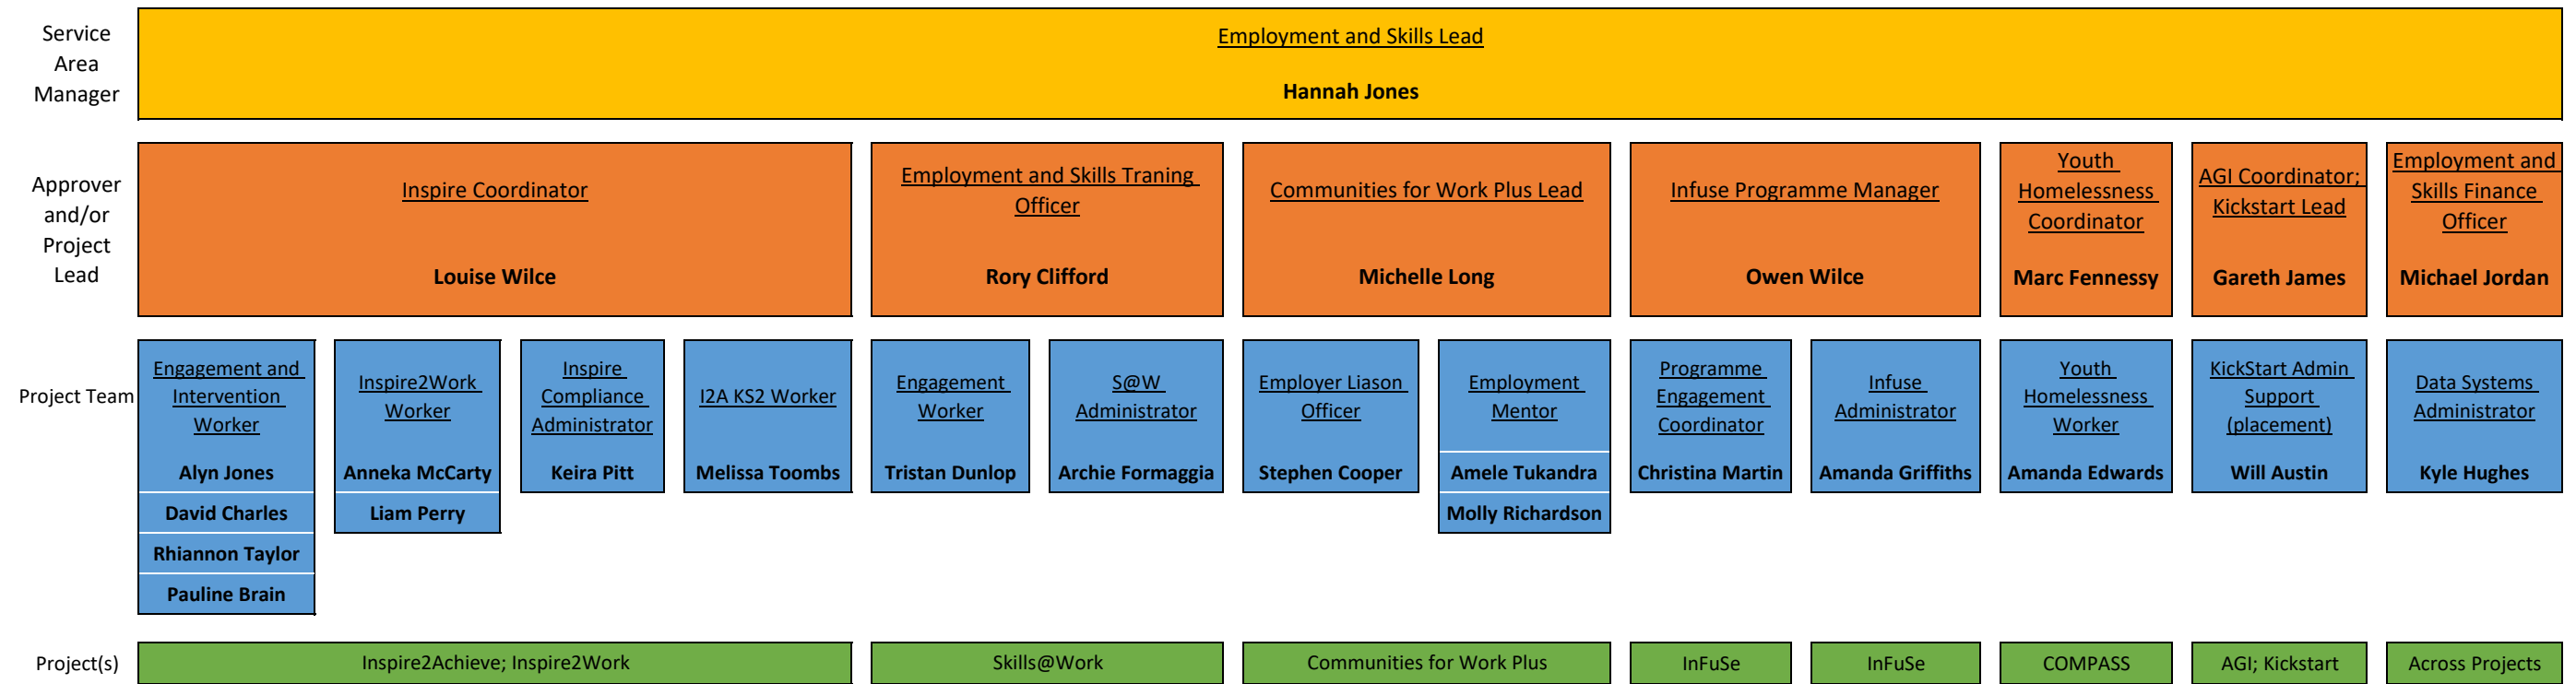 Service
Area
Manager
Employment and Skills Lead
Hannah Jones
Approver
and/or
Project
Lead
Inspire Coordinator
Louise Wilce
Employment and Skills Traning
Officer
Rory Clifford
Communities for Work Plus Lead
Michelle Long
Infuse Programme Manager
Owen Wilce
Youth
Homelessness
Coordinator
Marc Fennessy
AGI Coordinator;
Kickstart Lead
Gareth James
Employment and
Skills Finance
Officer
Michael Jordan
Project Team
Engagement and
Intervention
Worker
Alyn Jones
David Charles
Rhiannon Taylor
Pauline Brain
Inspire2Work
Worker
Anneka McCarty
Liam Perry
Inspire
Compliance
Administrator
Keira Pitt
I2A KS2 Worker
Melissa Toombs
Engagement
Worker
Tristan Dunlop
S@W
Administrator
Archie Formaggia
Employer Liason
Officer
Stephen Cooper
Employment
Mentor
Amele Tukandra
Molly Richardson
Programme
Engagement
Coordinator
Christina Martin
Infuse
Administrator
Amanda Griffiths
Youth
Homelessness
Worker
Amanda Edwards
KickStart Admin
Support
(placement)
Will Austin
Data Systems
Administrator
Kyle Hughes
Project(s)
Inspire2Achieve; Inspire2Work
Skills@Work
Communities for Work Plus
InFuSe
InFuSe
COMPASS
AGI; Kickstart
Across Projects